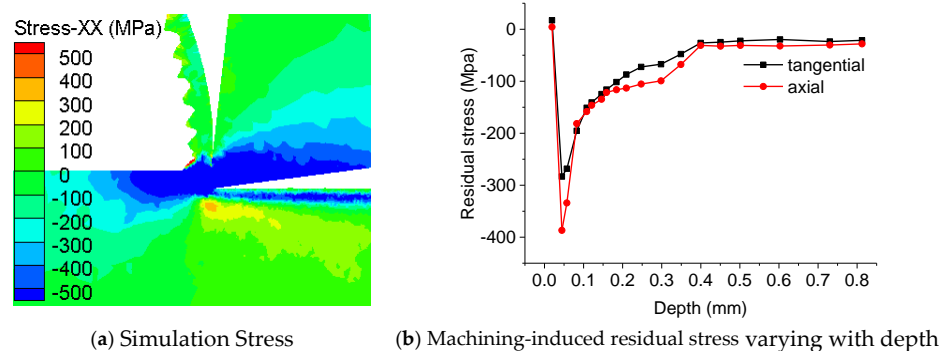 Stress-XX (MPa)
500
400
300
200
100
0
-100
-200
-300
-400
-500
0
-100
-200
-300
-400
Residual stress (Mpa)
tangential
axial
0.0 0.1 0.2 0.3 0.4 0.5 0.6 0.7 0.8
Depth (mm)
(a) Simulation Stress
(b) Machining-induced residual stress varying with depth